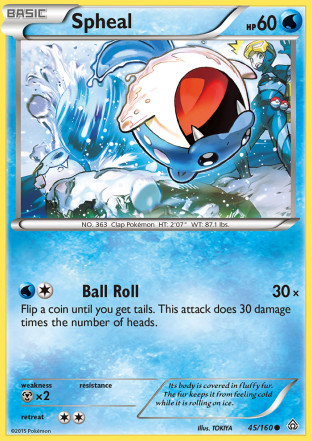 BASIC
Spheal
HP 60
NO. 363 Clap Pokémon HT: 2'07" WT: 87.1 lbs.
Ball Roll 30×
Flip a coin until you get tails. This attack does 30 damage
times the number of heads.
weakness resistance
×2
retreat
Its body is covered in fluffy fur.
The fur keeps it from feeling cold
while it is rolling on ice.
©2015 Pokémon
Illus. TOKIYA
45/160